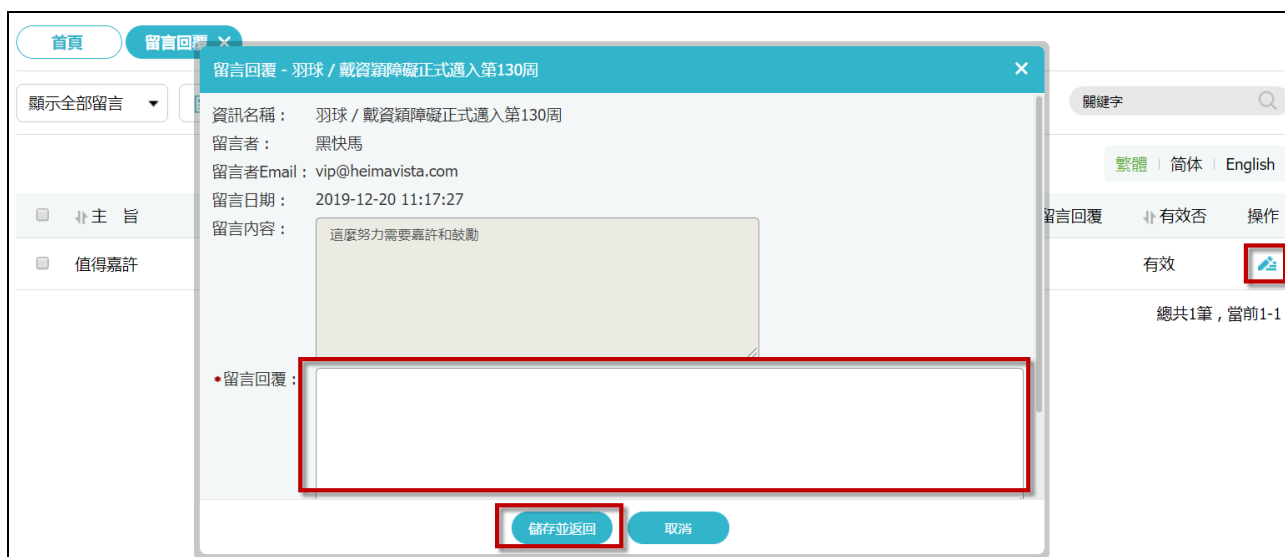 首頁
留言回覆 ×
留言回覆 - 羽球 / 戴資穎障礙正式邁入第130周 ×
顯示全部留言
關鍵字
資訊名稱： 羽球 / 戴資穎障礙正式邁入第130周
留言者： 黑快馬
留言者Email： vip@heimavista.com
繁體 | 简体 | English
留言日期： 2019-12-20 11:17:27
主 旨
留言回覆 有效否 操作
留言內容： 這麼努力需要嘉許和鼓勵
值得嘉許
有效
總共1筆，當前1-1
*留言回覆：
儲存並返回 取消